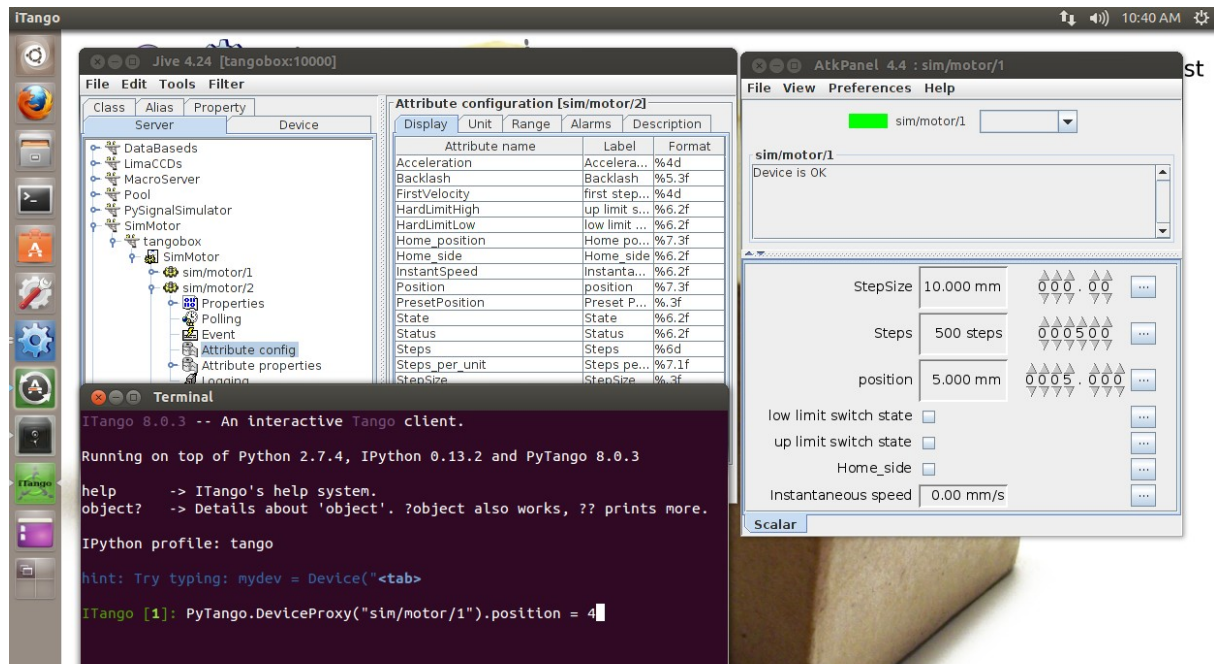 iTango
10:40 AM
st
Jive 4.24 [tangobox:10000]
File Edit Tools Filter
Class Alias Property
Server Device
DataBaseds
LimaCCDs
MacroServer
Pool
PySignalSimulator
SimMotor
tangobox
SimMotor
sim/motor/1
sim/motor/2
Properties
Polling
Event
Attribute config
Attribute properties
Logging
Attribute configuration [sim/motor/2]
Display Unit Range Alarms Description
Attribute name Label Format
Acceleration Accelera... %4d
Backlash Backlash %5.3f
FirstVelocity first step... %4d
HardLimitHigh up limit s... %6.2f
HardLimitLow low limit ... %6.2f
Home_position Home po... %7.3f
Home_side Home_side %6.2f
InstantSpeed Instanta... %6.2f
Position position %7.3f
PresetPosition Preset P... %.3f
State State %6.2f
Status Status %6.2f
Steps Steps %6d
Steps_per_unit Steps pe... %7.1f
StepSize StepSize %.3f
AtkPanel 4.4 : sim/motor/1
File View Preferences Help
sim/motor/1
sim/motor/1
Device is OK
StepSize 10.000 mm 000.00 ...
Steps 500 steps 000500 ...
position 5.000 mm 0005.000 ...
low limit switch state ...
up limit switch state ...
Home_side ...
Instantaneous speed 0.00 mm/s ...
Scalar
Terminal
ITango 8.0.3 -- An interactive Tango client.
Running on top of Python 2.7.4, IPython 0.13.2 and PyTango 8.0.3
help -> ITango's help system.
object? -> Details about 'object'. ?object also works, ?? prints more.
IPython profile: tango
hint: Try typing: mydev = Device("<tab>
ITango [1]: PyTango.DeviceProxy("sim/motor/1").position = 4
iTango